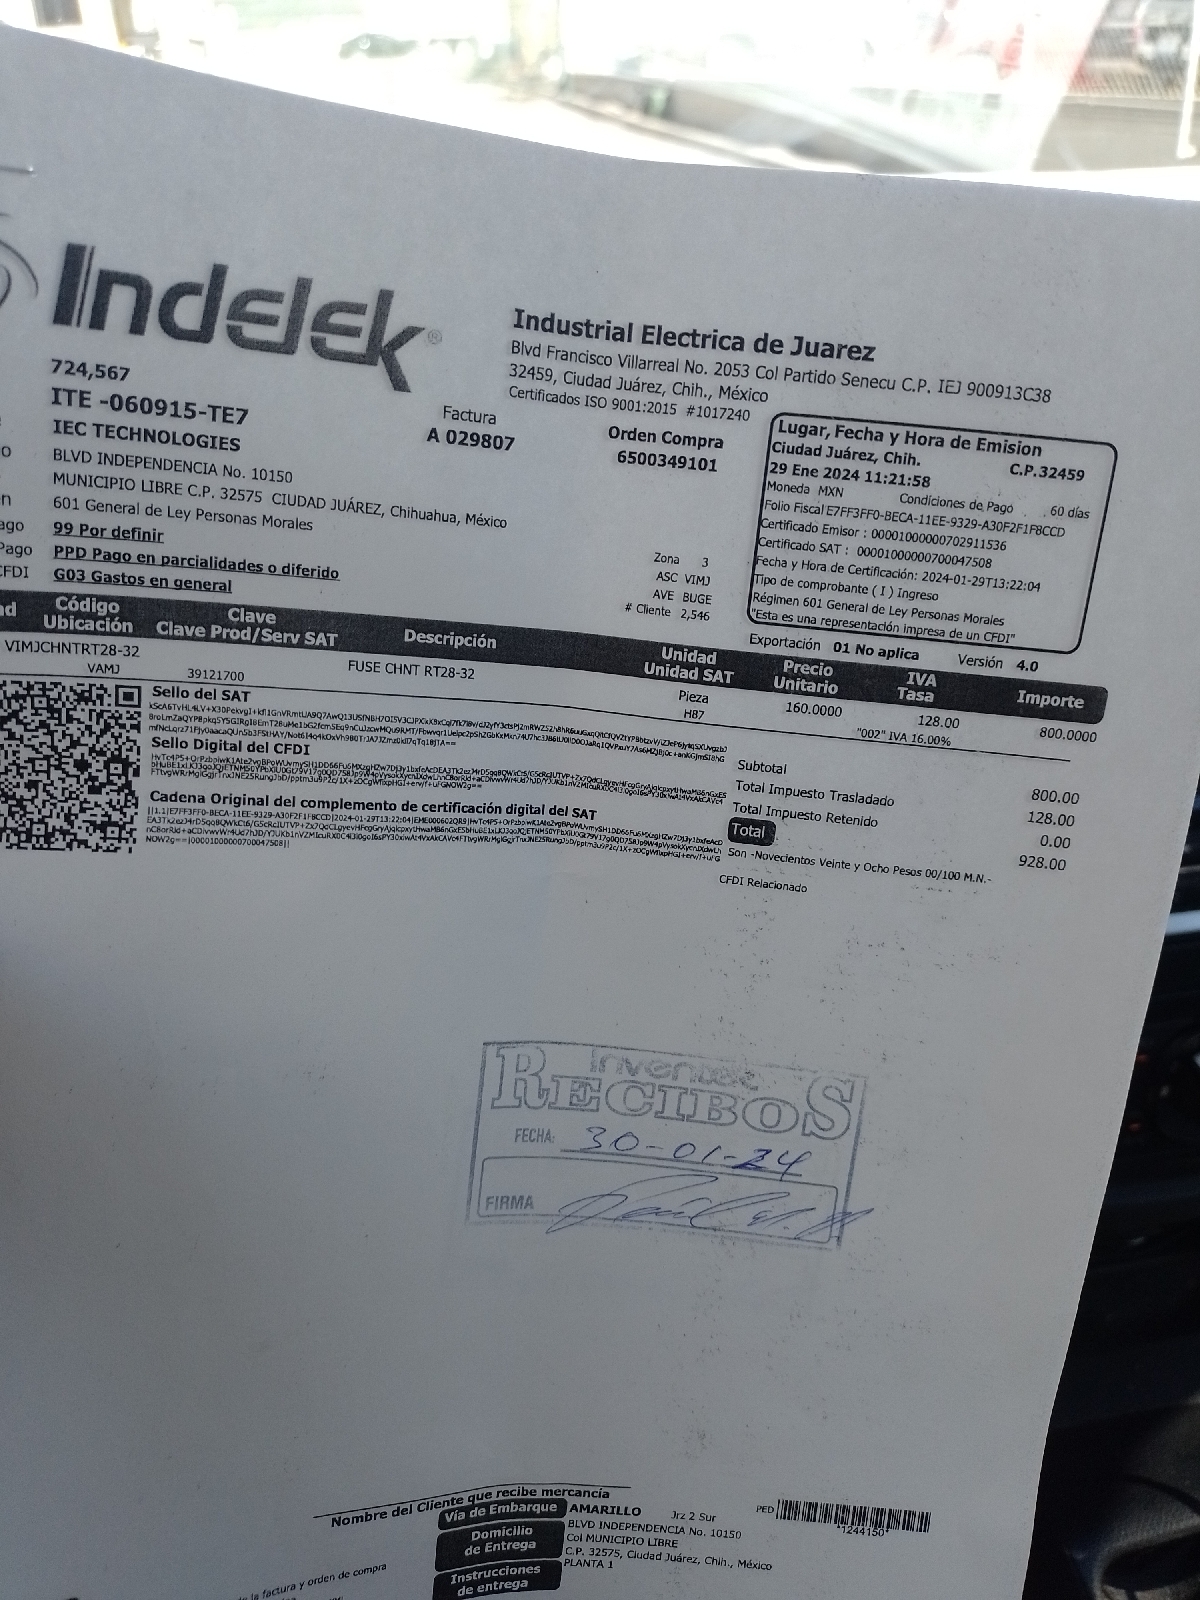 Indelek®
724,567
ITE -060915-TE7
IEC TECHNOLOGIES
BLVD INDEPENDENCIA No. 10150
MUNICIPIO LIBRE C.P. 32575 CIUDAD JUÁREZ, Chihuahua, México
601 General de Ley Personas Morales
99 Por definir
PPD Pago en parcialidades o diferido
G03 Gastos en general
Factura
A 029807
Industrial Electrica de Juarez
Blvd Francisco Villarreal No. 2053 Col Partido Senecu C.P. IEJ 900913C38
32459, Ciudad Juárez, Chih., México
Certificados ISO 9001:2015 #1017240
Orden Compra
6500349101
Lugar, Fecha y Hora de Emision
Ciudad Juárez, Chih. C.P.32459
29 Ene 2024 11:21:58
Moneda MXN Condiciones de Pago . . 60 días
Folio Fiscal E7FF3FF0-BECA-11EE-9329-A30F2F1F8CCD
Certificado Emisor : 00001000000702911536
Certificado SAT : 00001000000700047508
Fecha y Hora de Certificación: 2024-01-29T13:22:04
Tipo de comprobante ( I ) Ingreso
Régimen 601 General de Ley Personas Morales
"Esta es una representación impresa de un CFDI"
Zona 3
ASC VIMJ
AVE BUGE
# Cliente 2,546
Exportación 01 No aplica Versión 4.0
Código Ubicación
Clave
Clave Prod/Serv SAT
Descripción
Unidad
Unidad SAT
Precio
Unitario
IVA
Tasa
Importe
VIMJCHNTRT28-32
VAMJ
39121700
FUSE CHNT RT28-32
Pieza
H87
160.0000
128.00
"002" IVA 16.00%
800.0000
Sello del SAT
Sello Digital del CFDI
Cadena Original del complemento de certificación digital del SAT
Subtotal 800.00
Total Impuesto Trasladado 128.00
Total Impuesto Retenido 0.00
Total 928.00
Son -Novecientos Veinte y Ocho Pesos 00/100 M.N.-
CFDI Relacionado
Inventec
RECIBOS
FECHA: 30-01-24
FIRMA
Nombre del Cliente que recibe mercancía
Vía de Embarque AMARILLO Jrz 2 Sur
Domicilio
de Entrega
BLVD INDEPENDENCIA No. 10150
Col MUNICIPIO LIBRE
C.P. 32575, Ciudad Juárez, Chih., México
Instrucciones
de entrega
PLANTA 1
PED
*1244150*
la factura y orden de compra